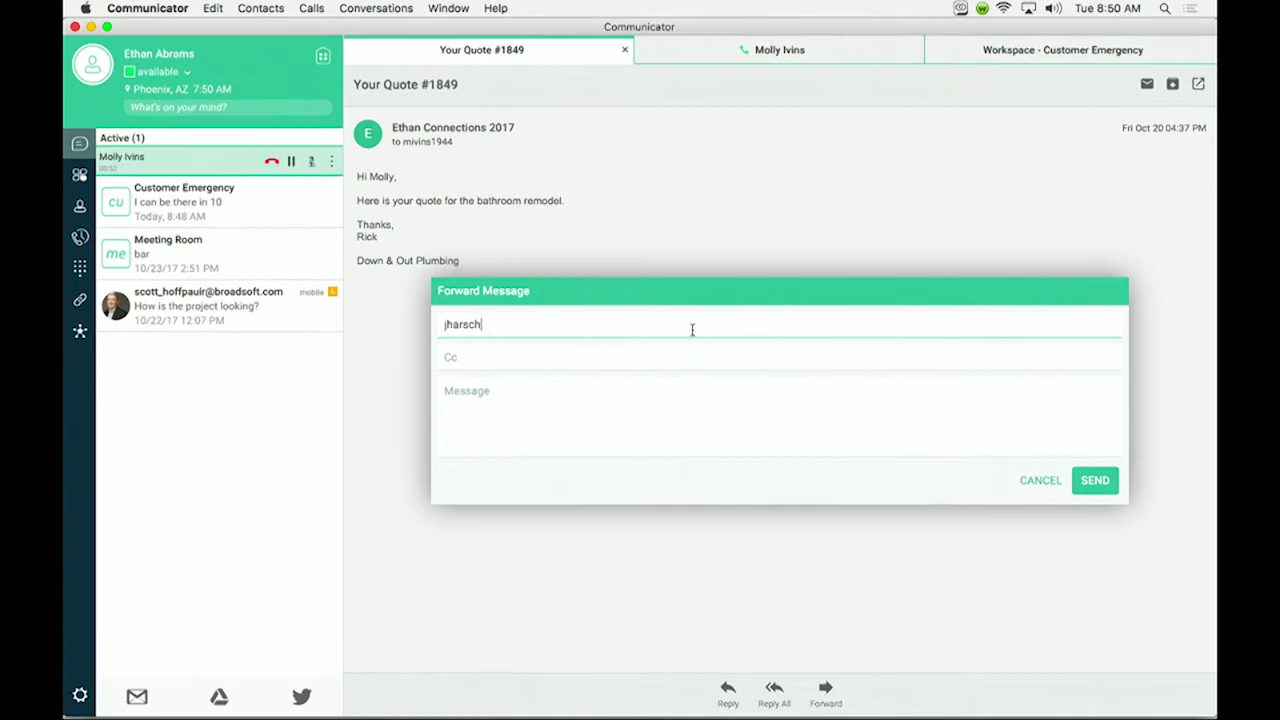 Communicator Edit Contacts Calls Conversations Window Help
Tue 8:50 AM
Communicator
Ethan Abrams
available
Phoenix, AZ 7:50 AM
What's on your mind?
Active (1)
Molly Ivins
00:52
cu
Customer Emergency
I can be there in 10
Today, 8:48 AM
me
Meeting Room
bar
10/23/17 2:51 PM
scott_hoffpauir@broadsoft.com
mobile
How is the project looking?
10/22/17 12:07 PM
Your Quote #1849
Molly Ivins
Workspace - Customer Emergency
Your Quote #1849
E
Ethan Connections 2017
to mivins1944
Fri Oct 20 04:37 PM
Hi Molly,
Here is your quote for the bathroom remodel.
Thanks,
Rick
Down & Out Plumbing
Forward Message
jharsch
Cc
Message
CANCEL
SEND
Reply
Reply All
Forward